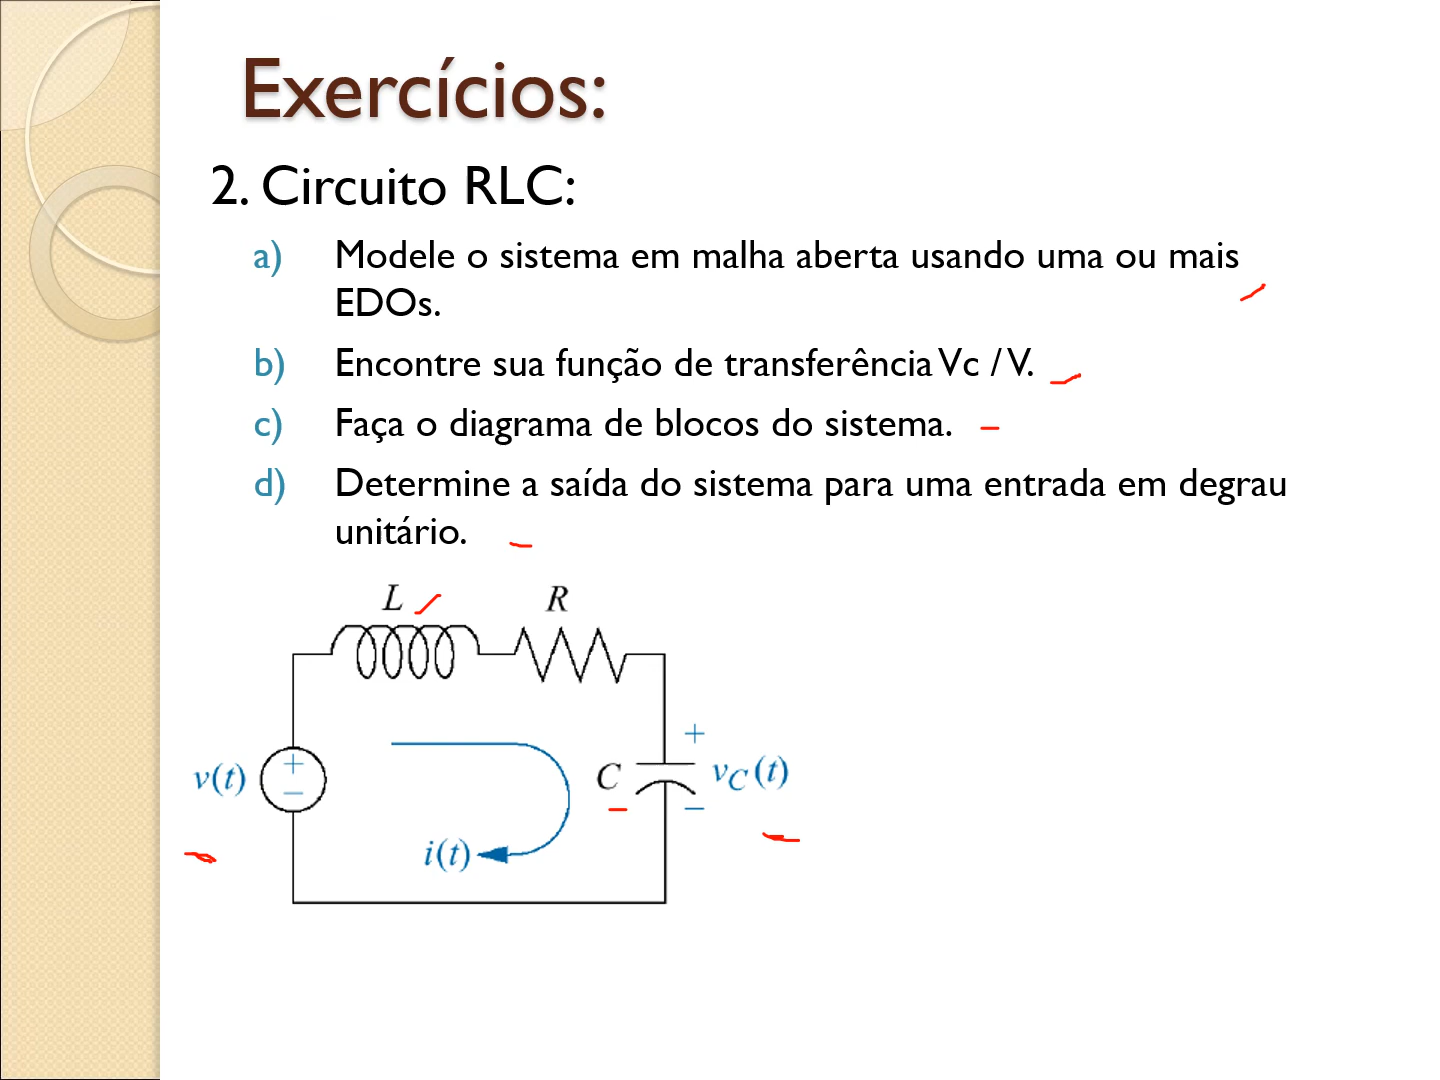 Exercícios:
2. Circuito RLC:
a) Modele o sistema em malha aberta usando uma ou mais
EDOs.
b) Encontre sua função de transferência Vc / V.
c) Faça o diagrama de blocos do sistema.
d) Determine a saída do sistema para uma entrada em degrau
unitário.
L R
+
v(t) + − C vC(t)
−
i(t)